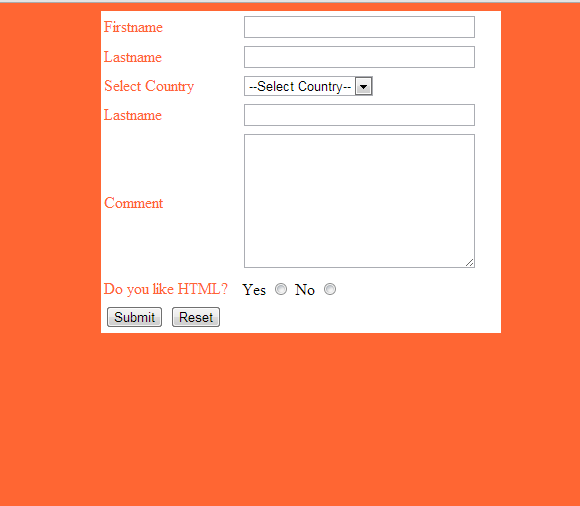 Firstname
Lastname
Select Country --Select Country--
Lastname
Comment
Do you like HTML? Yes No
Submit Reset